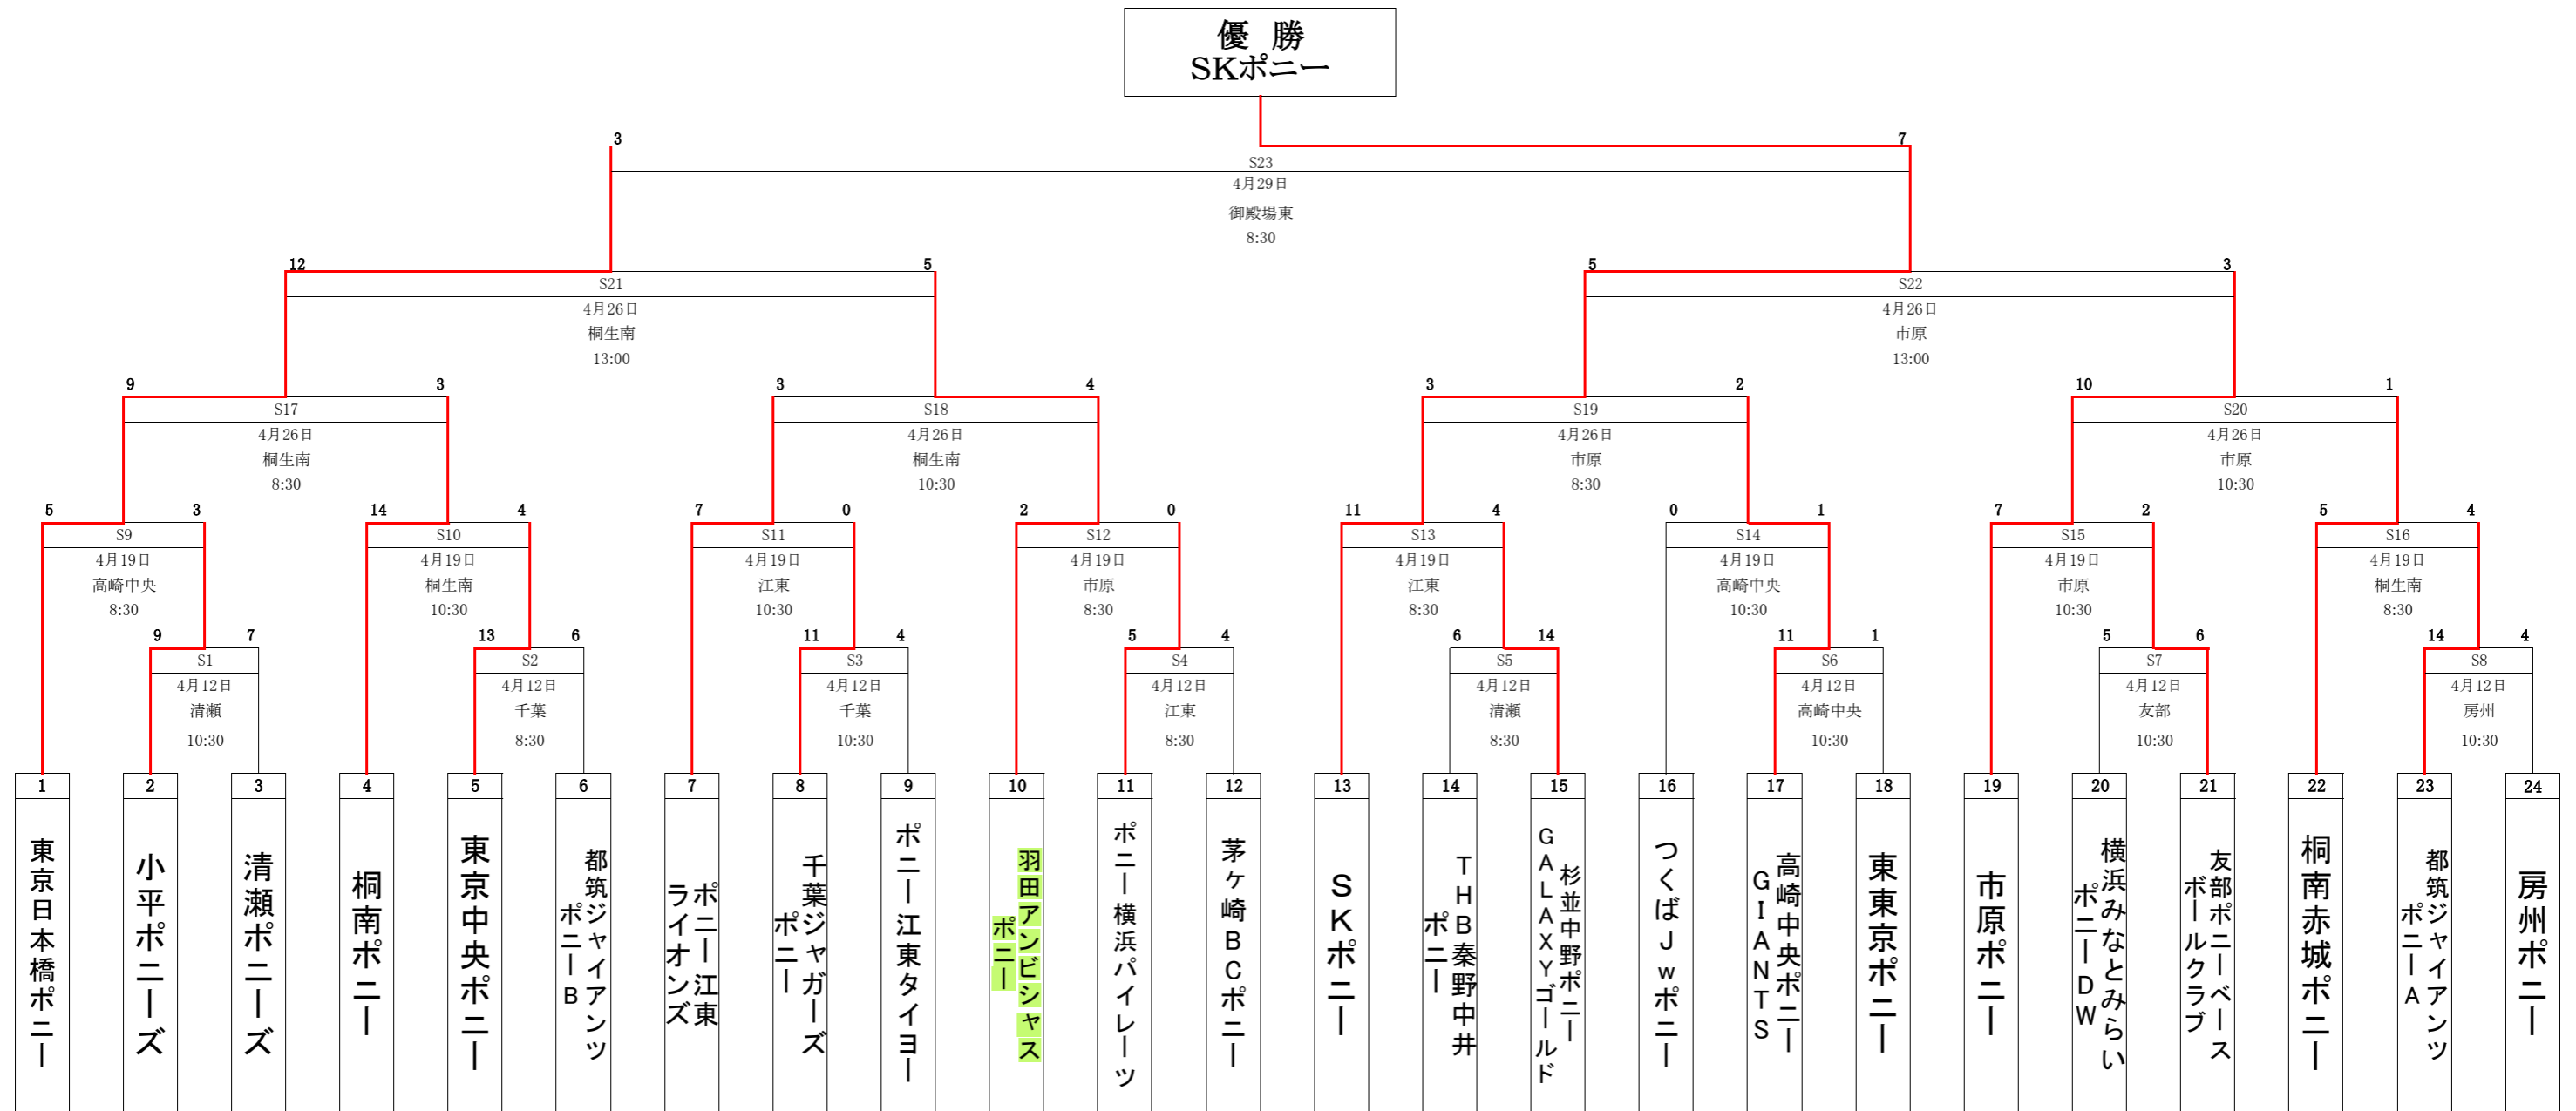 優 勝
SKポニー
3 7
S23
4月29日
御殿場東
8:30
12 5 5 3
S21 S22
4月26日 4月26日
桐生南 市原
13:00 13:00
9 3 3 4 3 2 10 1
S17 S18 S19 S20
4月26日 4月26日 4月26日 4月26日
桐生南 桐生南 市原 市原
8:30 10:30 8:30 10:30
5 3 14 4 7 0 2 0 11 4 0 1 7 2 5 4
S9 S10 S11 S12 S13 S14 S15 S16
4月19日 4月19日 4月19日 4月19日 4月19日 4月19日 4月19日 4月19日
高崎中央 桐生南 江東 市原 江東 高崎中央 市原 桐生南
8:30 10:30 10:30 8:30 8:30 10:30 10:30 8:30
9 7 13 6 11 4 5 4 6 14 11 1 5 6 14 4
S1 S2 S3 S4 S5 S6 S7 S8
4月12日 4月12日 4月12日 4月12日 4月12日 4月12日 4月12日 4月12日
清瀬 千葉 千葉 江東 清瀬 高崎中央 友部 房州
10:30 8:30 10:30 8:30 8:30 10:30 10:30 10:30
1 2 3 4 5 6 7 8 9 10 11 12 13 14 15 16 17 18 19 20 21 22 23 24
東京日本橋ポニー
小平ポニーズ
清瀬ポニーズ
桐南ポニー
東京中央ポニー
都筑ジャイアンツ
ポニーB
ポニー江東
ライオンズ
千葉ジャガーズ
ポニー
ポニー江東タイヨー
羽田アンビシャス
ポニー
ポニー横浜パイレーツ
茅ヶ崎BCポニー
SKポニー
THB秦野中井
ポニー
杉並中野ポニー
GALAXYゴールド
つくばJwポニー
高崎中央ポニー
GIANTS
東東京ポニー
市原ポニー
横浜みなとみらい
ポニーDW
友部ポニーベース
ボールクラブ
桐南赤城ポニー
都筑ジャイアンツ
ポニーA
房州ポニー